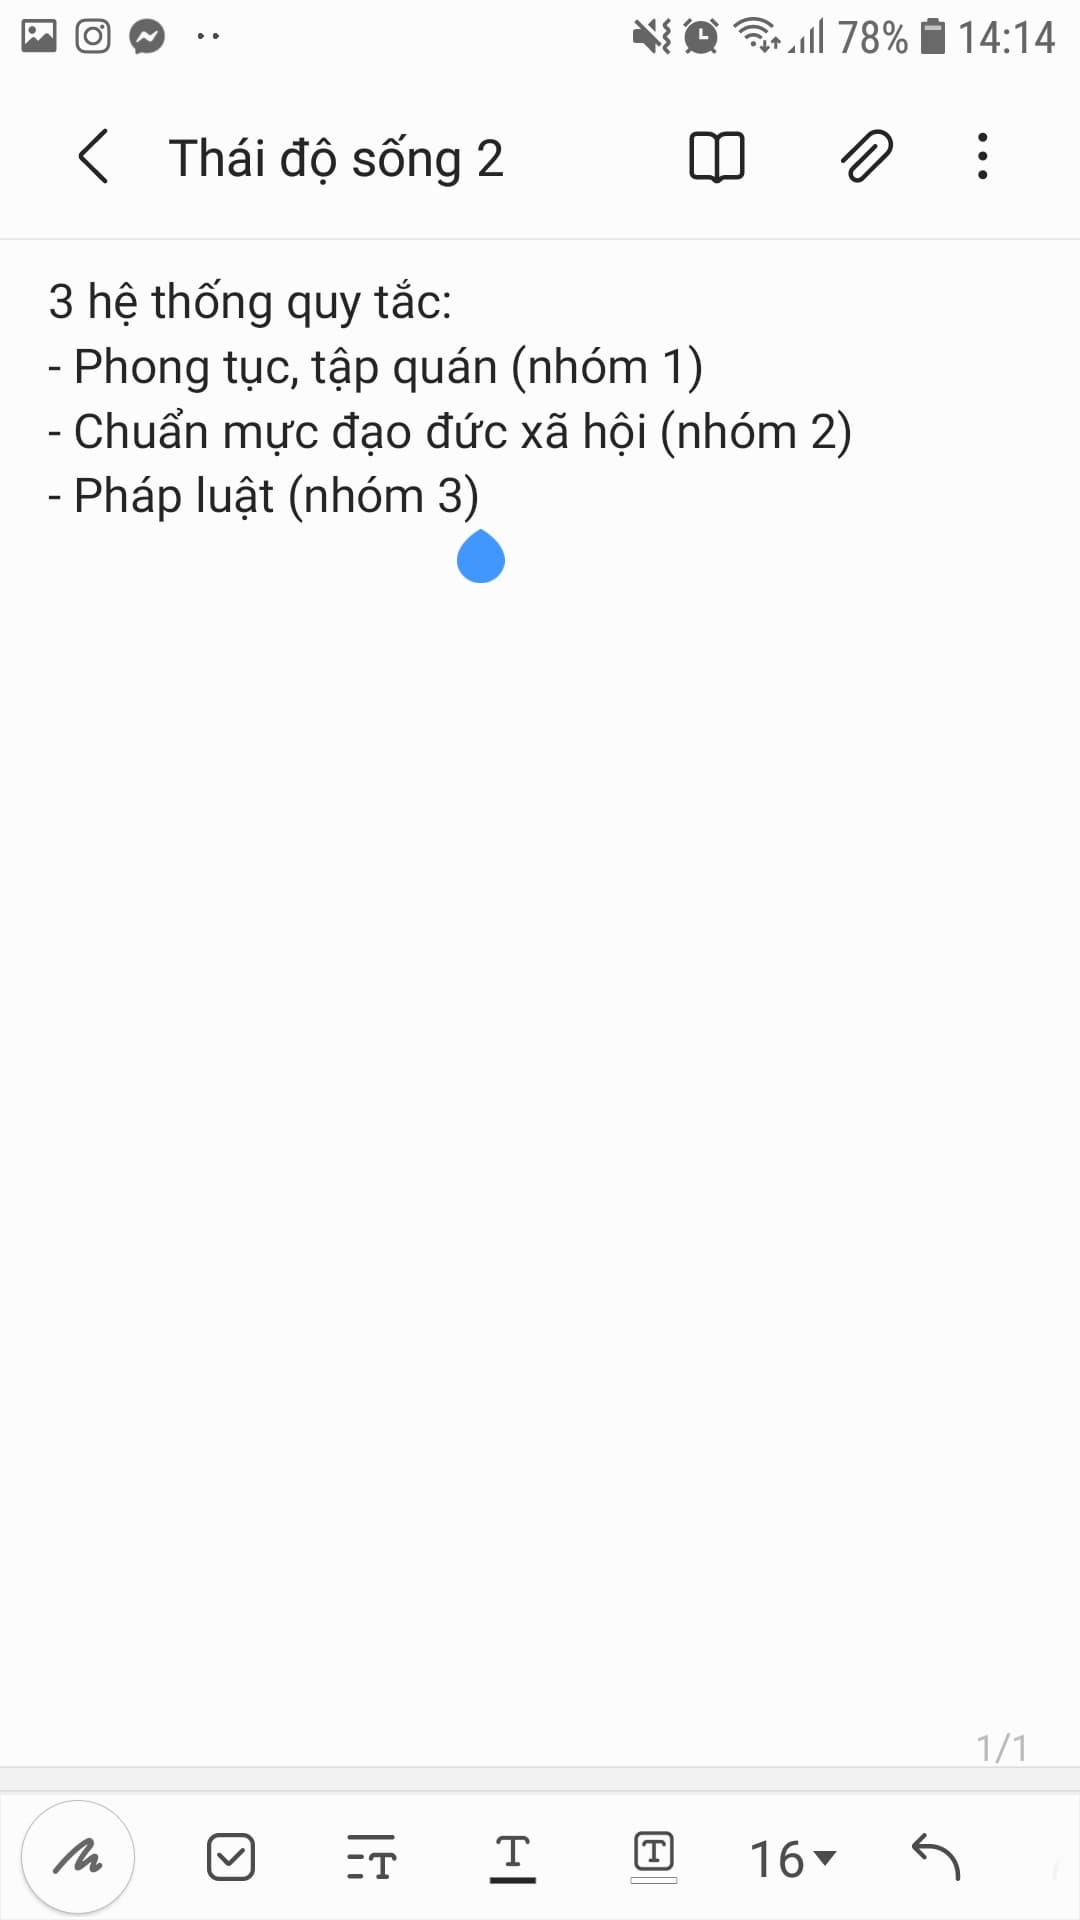 78% 14:14
Thái độ sống 2
3 hệ thống quy tắc:
- Phong tục, tập quán (nhóm 1)
- Chuẩn mực đạo đức xã hội (nhóm 2)
- Pháp luật (nhóm 3)
1/1
16